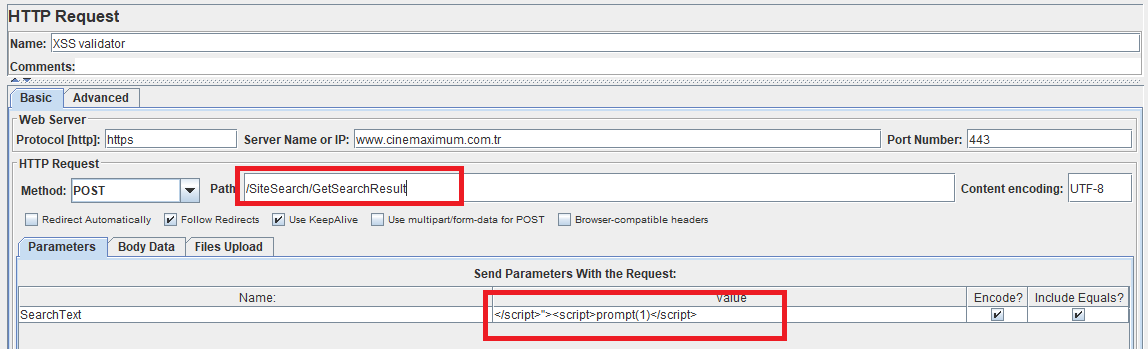 HTTP Request
Name: XSS validator
Comments:
Basic Advanced
Web Server
Protocol [http]: https Server Name or IP: www.cinemaximum.com.tr Port Number: 443
HTTP Request
Method: POST Path /SiteSearch/GetSearchResult Content encoding: UTF-8
Redirect Automatically Follow Redirects Use KeepAlive Use multipart/form-data for POST Browser-compatible headers
Parameters Body Data Files Upload
Send Parameters With the Request:
Name: Value Encode? Include Equals?
SearchText </script>"><script>prompt(1)</script>